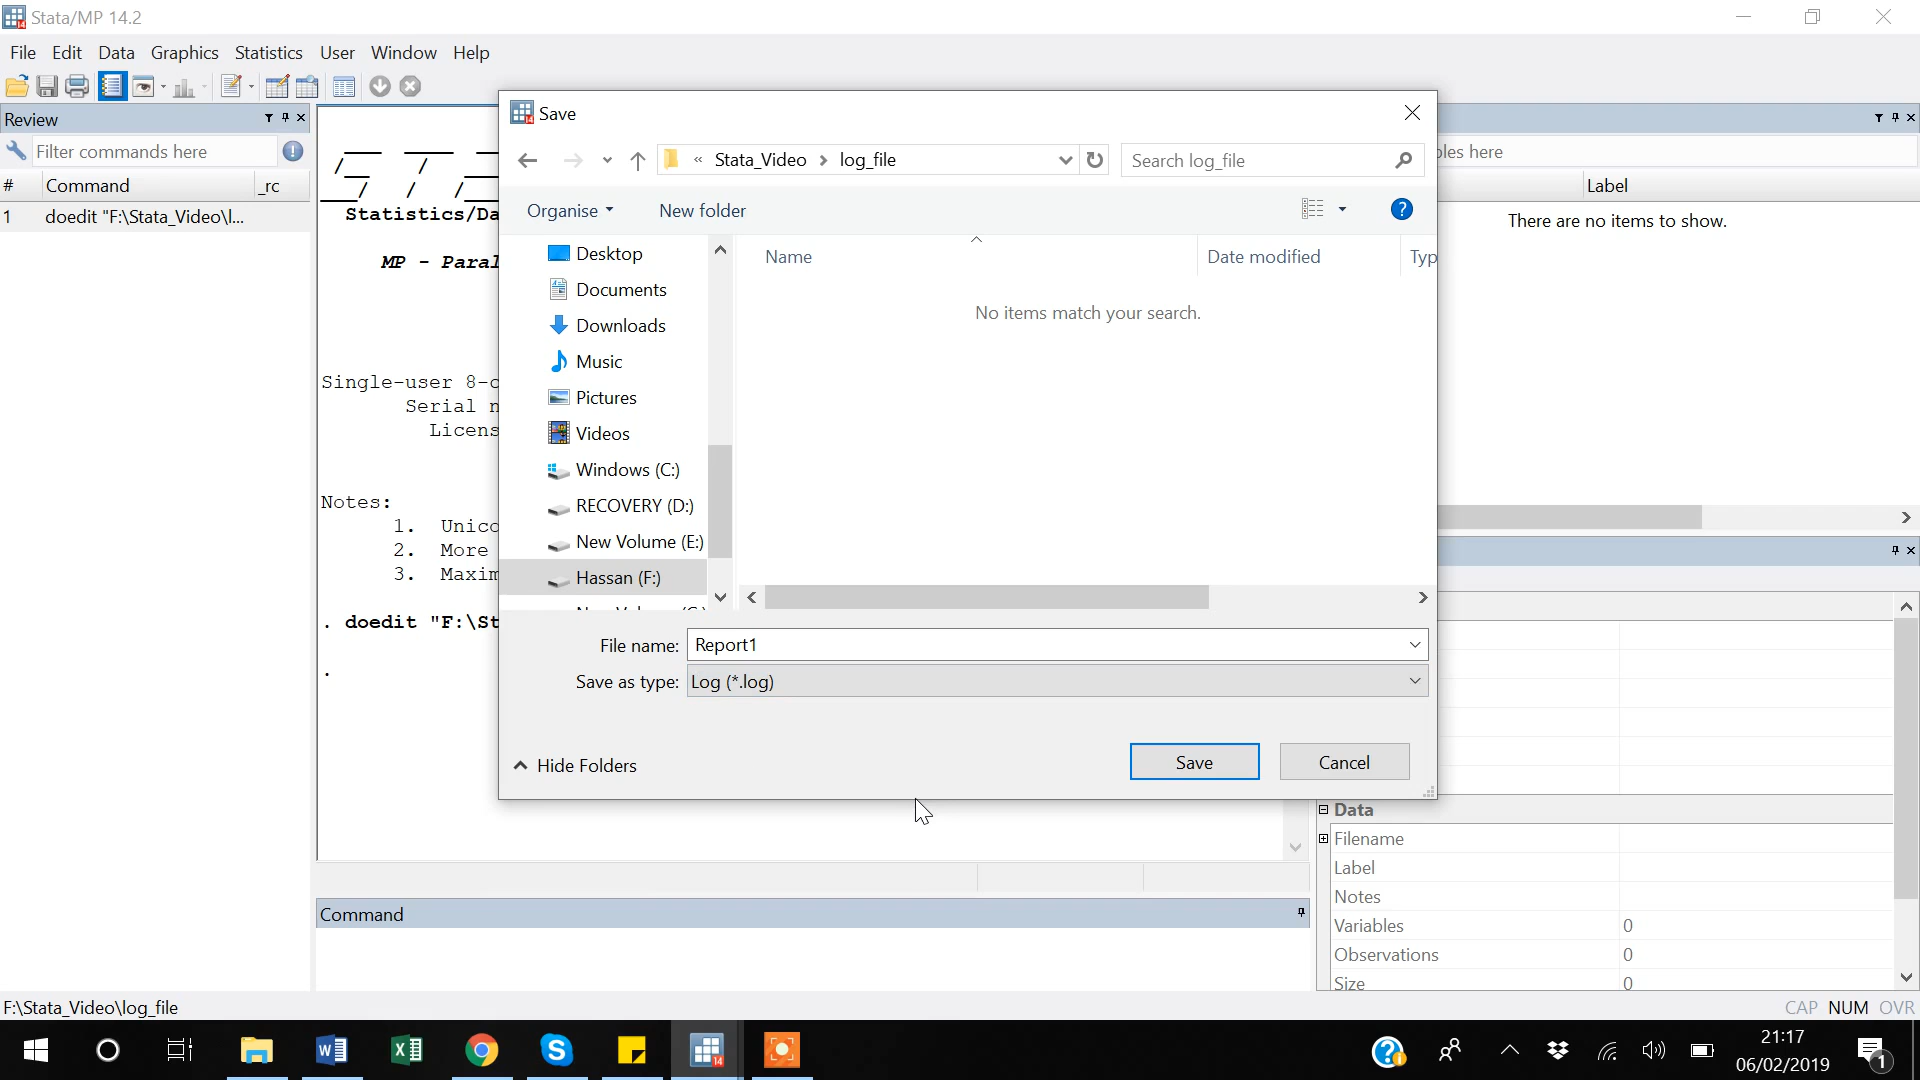 Stata/MP 14.2
File Edit Data Graphics Statistics User Window Help
Review
Filter commands here
# Command _rc
1 doedit "F:\Stata_Video\l...
Statistics/Da
MP - Paral
Single-user 8-c
Serial n
Licens
Notes:
1. Unico
2. More
3. Maxim
. doedit "F:\St
.
Save
« Stata_Video > log_file
Search log_file
Organise
New folder
Desktop
Documents
Downloads
Music
Pictures
Videos
Windows (C:)
RECOVERY (D:)
New Volume (E:)
Hassan (F:)
Name Date modified Typ
No items match your search.
File name: Report1
Save as type: Log (*.log)
Hide Folders
Save
Cancel
bles here
Label
There are no items to show.
Data
Filename
Label
Notes
Variables 0
Observations 0
Size 0
Command
F:\Stata_Video\log_file
CAP NUM OVR
21:17
06/02/2019
1